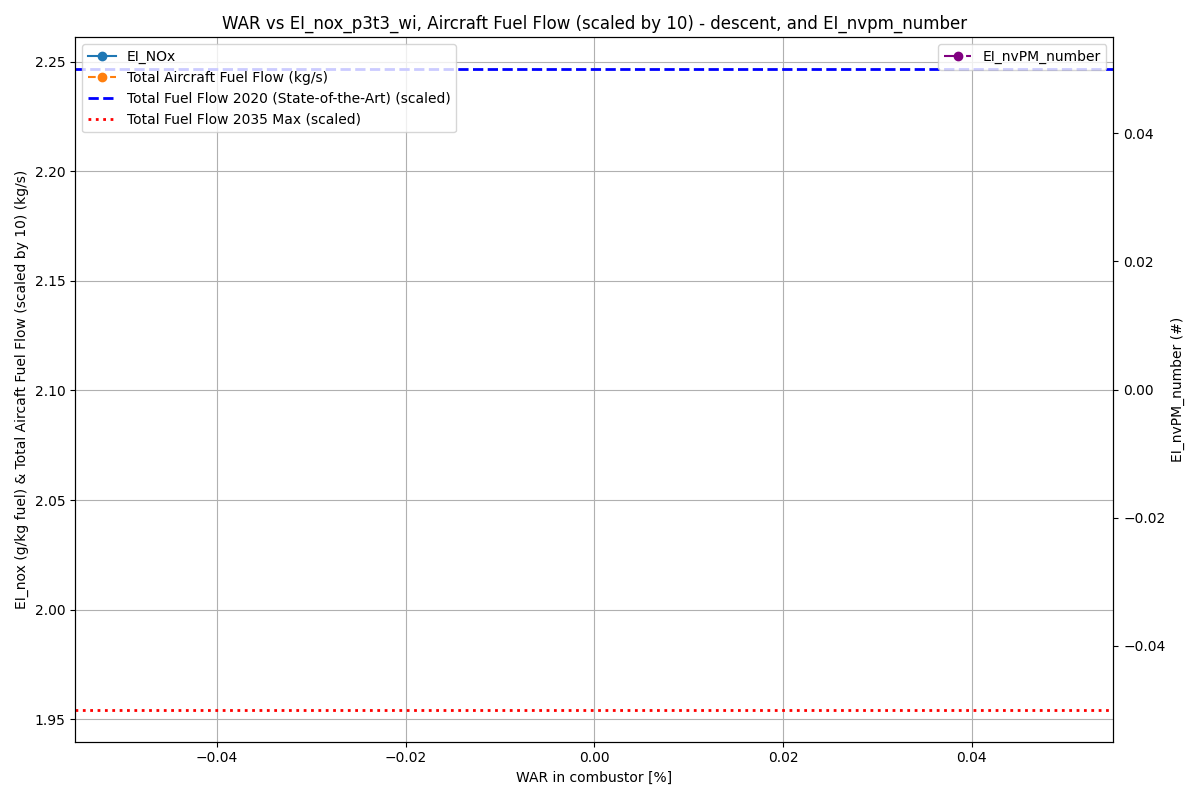 WAR vs EI_nox_p3t3_wi, Aircraft Fuel Flow (scaled by 10) - descent, and EI_nvpm_number
EI_NOx
Total Aircraft Fuel Flow (kg/s)
Total Fuel Flow 2020 (State-of-the-Art) (scaled)
Total Fuel Flow 2035 Max (scaled)
EI_nvPM_number
EI_nox (g/kg fuel) & Total Aircaft Fuel Flow (scaled by 10) (kg/s)
2.25
2.20
2.15
2.10
2.05
2.00
1.95
0.04
0.02
0.00
−0.02
−0.04
EI_nvPM_number (#)
−0.04
−0.02
0.00
0.02
0.04
WAR in combustor [%]